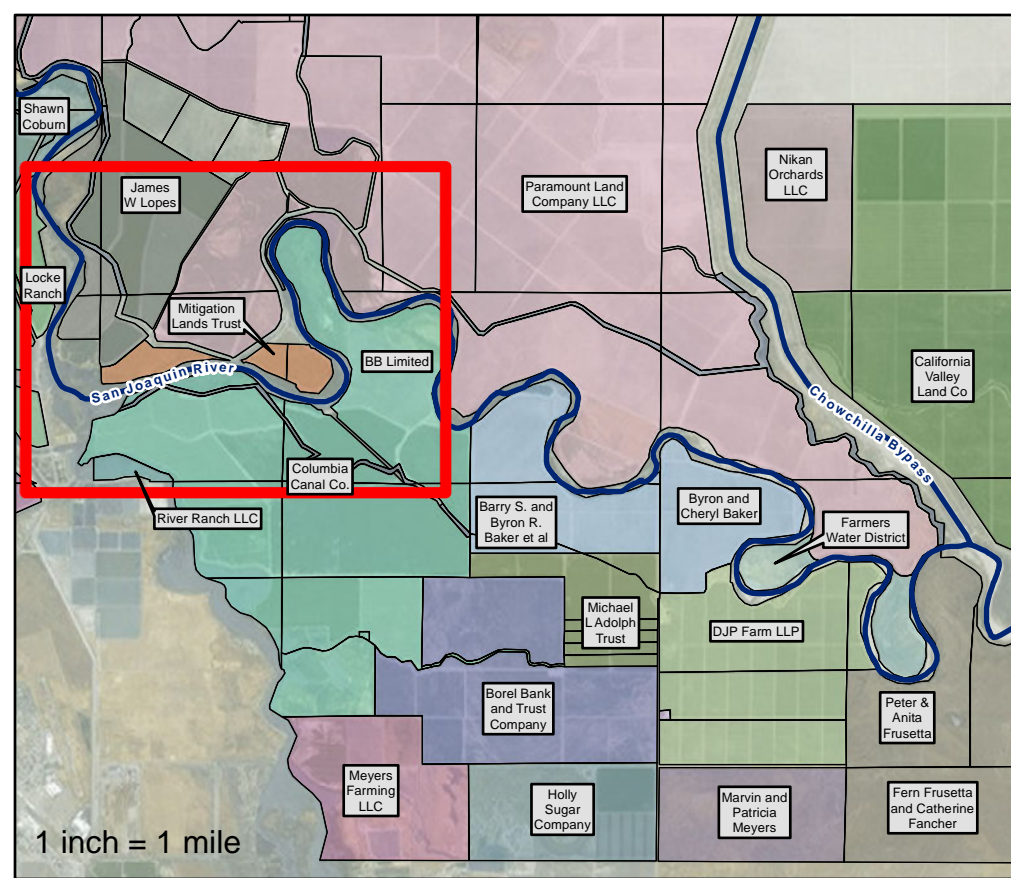 Shawn
Coburn
James
W Lopes
Paramount Land
Company LLC
Nikan
Orchards
LLC
Locke
Ranch
Mitigation
Lands Trust
BB Limited
San Joaquin River
California
Valley
Land Co
Chowchilla Bypass
Columbia
Canal Co.
River Ranch LLC
Barry S. and
Byron R.
Baker et al
Byron and
Cheryl Baker
Farmers
Water District
Michael
L Adolph
Trust
DJP Farm LLP
Borel Bank
and Trust
Company
Peter &
Anita
Frusetta
Meyers
Farming
LLC
Holly
Sugar
Company
Marvin and
Patricia
Meyers
Fern Frusetta
and Catherine
Fancher
1 inch = 1 mile